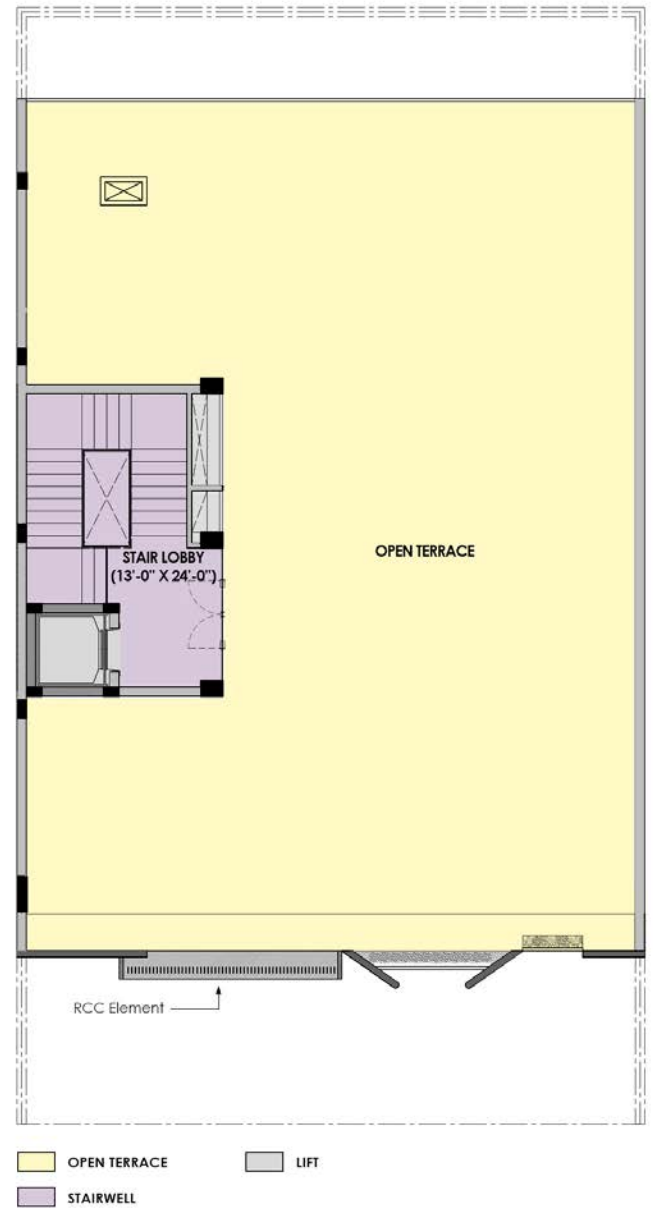 STAIR LOBBY
(13'-0" X 24'-0")
OPEN TERRACE
RCC Element
OPEN TERRACE
LIFT
STAIRWELL